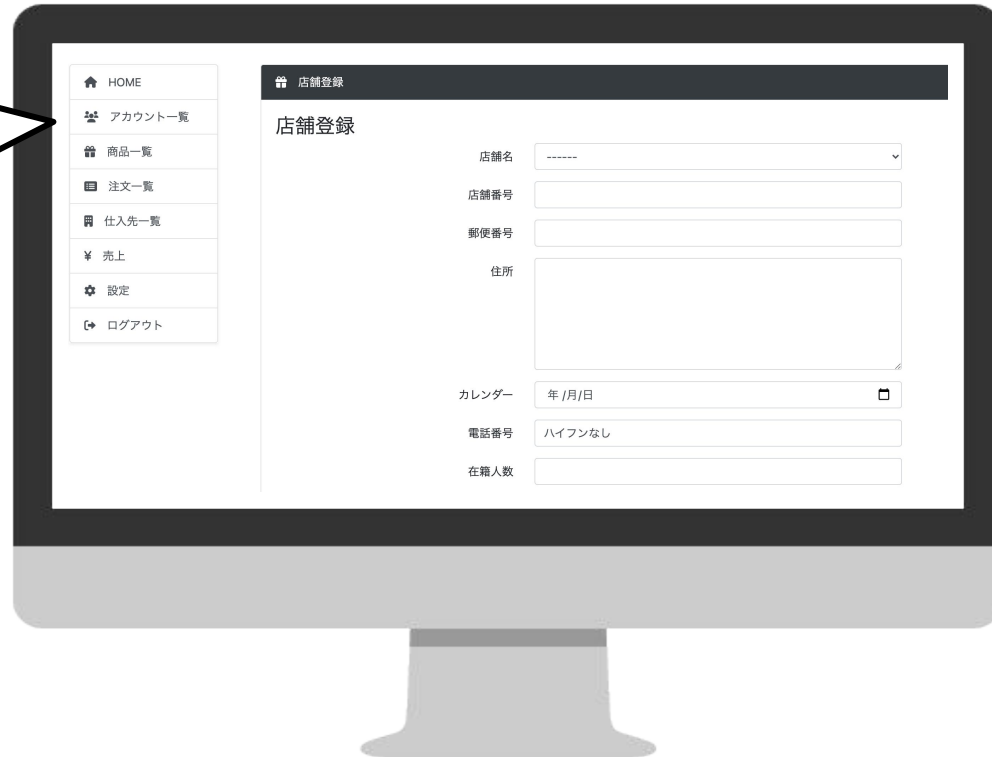 HOME
アカウント一覧
商品一覧
注文一覧
仕入先一覧
¥ 売上
設定
ログアウト
店舗登録
店舗登録
店舗名 ------
店舗番号
郵便番号
住所
カレンダー 年 /月/日
電話番号 ハイフンなし
在籍人数